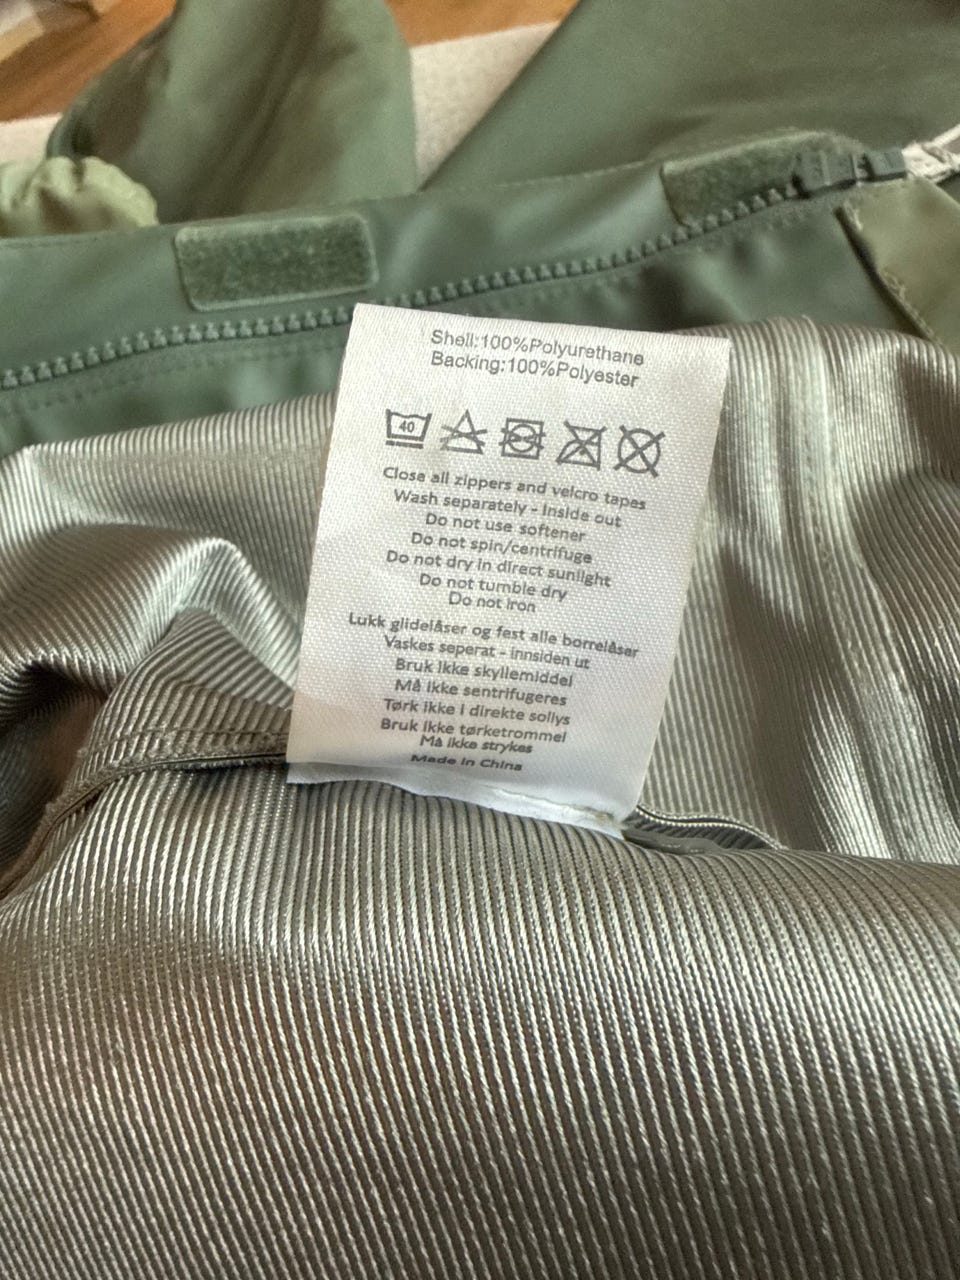 Shell:100%Polyurethane
Backing:100%Polyester
40
Close all zippers and velcro tapes
Wash separately - Inside out
Do not use softener
Do not spin/centrifuge
Do not dry in direct sunlight
Do not tumble dry
Do not iron
Lukk glidelåser og fest alle borrelåser
Vaskes seperat - innsiden ut
Bruk ikke skyllemiddel
Må ikke sentrifugeres
Tørk ikke i direkte sollys
Bruk ikke tørketrommel
Må ikke strykes
Made in China